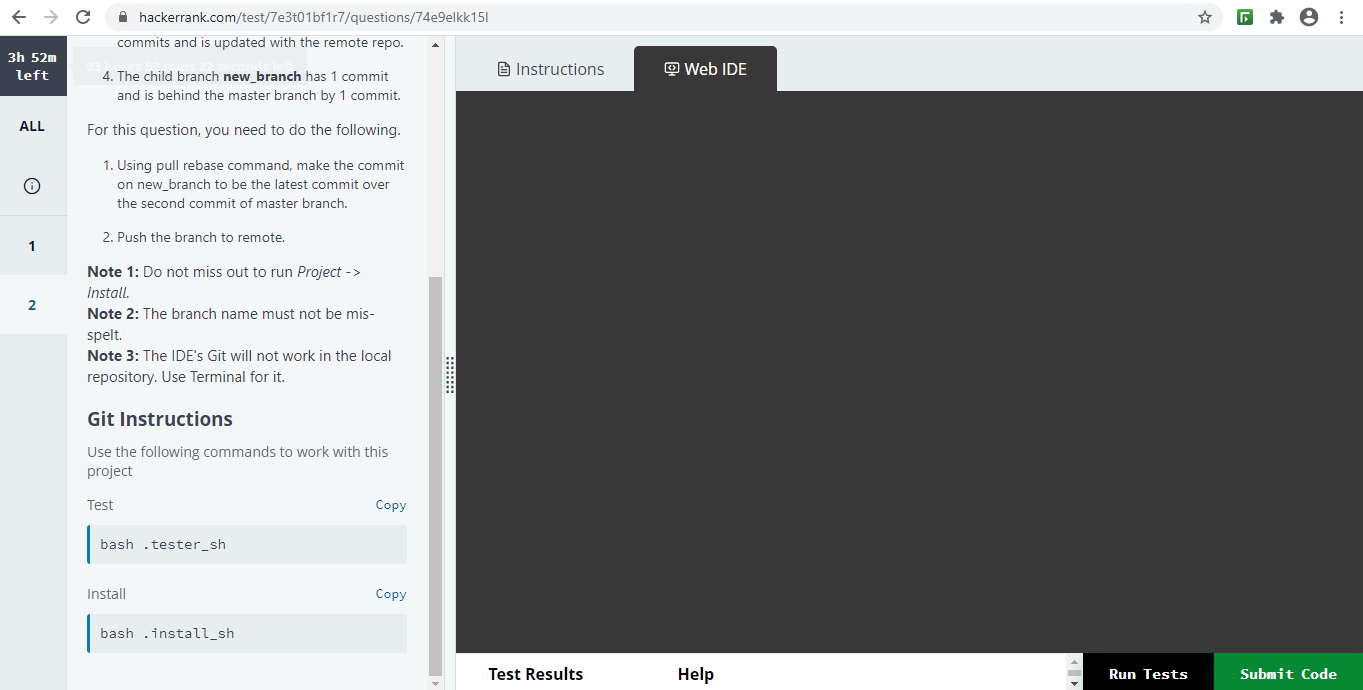 hackerrank.com/test/7e3t01bf1r7/questions/74e9elkk15l
3h 52m
left
ALL
1
2
commits and is updated with the remote repo.
4. The child branch new_branch has 1 commit
and is behind the master branch by 1 commit.
For this question, you need to do the following.
1. Using pull rebase command, make the commit
on new_branch to be the latest commit over
the second commit of master branch.
2. Push the branch to remote.
Note 1: Do not miss out to run Project ->
Install.
Note 2: The branch name must not be mis-
spelt.
Note 3: The IDE's Git will not work in the local
repository. Use Terminal for it.
Git Instructions
Use the following commands to work with this
project
Test Copy
bash .tester_sh
Install Copy
bash .install_sh
Instructions
Web IDE
Test Results
Help
Run Tests
Submit Code